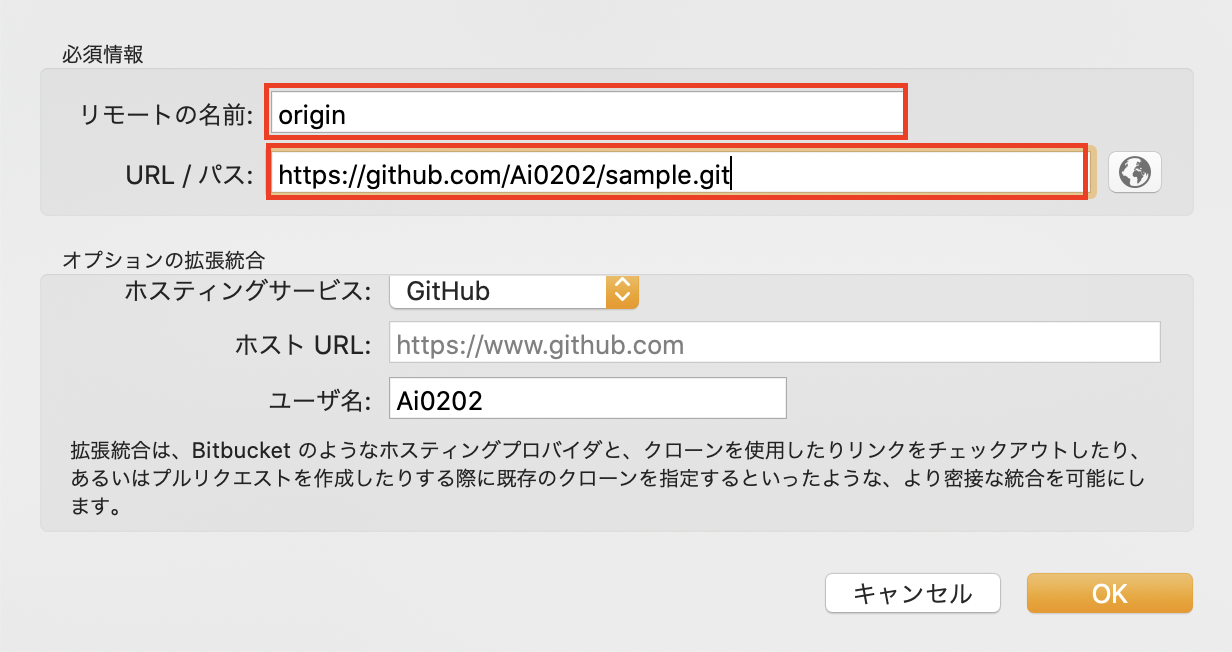 必須情報
リモートの名前: origin
URL / パス: https://github.com/Ai0202/sample.git
オプションの拡張統合
ホスティングサービス: GitHub
ホスト URL: https://www.github.com
ユーザ名: Ai0202
拡張統合は、Bitbucket のようなホスティングプロバイダと、クローンを使用したりリンクをチェックアウトしたり、
あるいはプルリクエストを作成したりする際に既存のクローンを指定するといったような、より密接な統合を可能にし
ます。
キャンセル OK